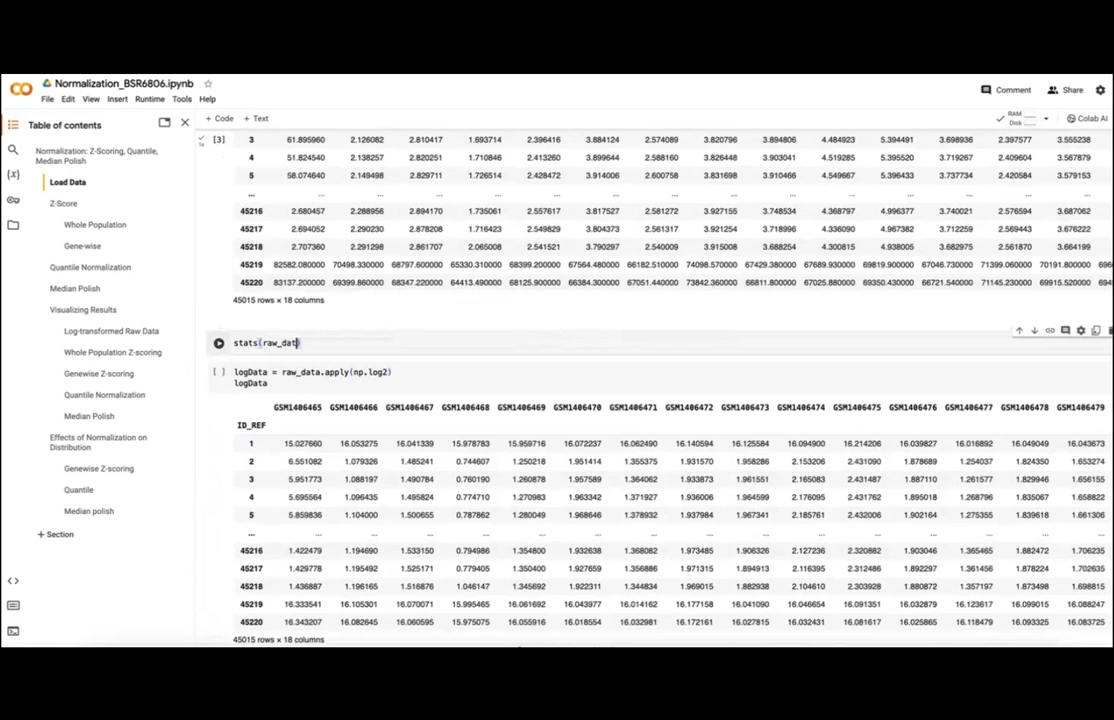 Normalization_BSR6806.ipynb
File Edit View Insert Runtime Tools Help
Comment Share
+ Code + Text
RAM
Disk
Colab AI
Table of contents
Normalization: Z-Scoring, Quantile,
Median Polish
Load Data
Z-Score
Whole Population
Gene-wise
Quantile Normalization
Median Polish
Visualizing Results
Log-transformed Raw Data
Whole Population Z-scoring
Genewise Z-scoring
Quantile Normalization
Median Polish
Effects of Normalization on
Distribution
Genewise Z-scoring
Quantile
Median polish
+ Section
[3]
1s
3 61.895960 2.126082 2.810417 1.693714 2.396416 3.884124 2.574089 3.820796 3.894806 4.484923 5.394491 3.698936 2.397577 3.555238
4 51.824540 2.138257 2.820251 1.710846 2.413260 3.899644 2.588160 3.826448 3.903041 4.519285 5.395520 3.719267 2.409604 3.567879
5 58.074640 2.149498 2.829711 1.726514 2.428472 3.914006 2.600758 3.831698 3.910466 4.549667 5.396433 3.737734 2.420584 3.579153
... ... ... ... ... ... ... ... ... ... ... ... ... ... ...
45216 2.680457 2.288956 2.894170 1.735061 2.557617 3.817527 2.581272 3.927155 3.748534 4.368797 4.996377 3.740021 2.576594 3.687062
45217 2.694052 2.290230 2.878208 1.716423 2.549829 3.804373 2.561317 3.921254 3.718996 4.336090 4.967382 3.712259 2.569443 3.676222
45218 2.707360 2.291298 2.861707 2.065008 2.541521 3.790297 2.540009 3.915008 3.688254 4.300815 4.938005 3.682975 2.561870 3.664199
45219 82582.080000 70498.330000 68797.600000 65330.310000 68399.200000 67564.480000 66182.510000 74098.570000 67429.380000 67689.930000 69819.900000 67046.730000 71399.060000 70191.800000
45220 83137.200000 69399.860000 68347.220000 64413.490000 68125.900000 66384.300000 67051.440000 73842.360000 66811.800000 67025.880000 69350.430000 66721.540000 71145.230000 69915.520000
45015 rows × 18 columns
stats(raw_dat)
[ ] logData = raw_data.apply(np.log2)
logData
GSM1406465 GSM1406466 GSM1406467 GSM1406468 GSM1406469 GSM1406470 GSM1406471 GSM1406472 GSM1406473 GSM1406474 GSM1406475 GSM1406476 GSM1406477 GSM1406478 GSM1406479
ID_REF
1 15.027660 16.053275 16.041339 15.978783 15.959716 16.072237 16.062490 16.140594 16.125584 16.094900 16.214206 16.039827 16.016892 16.049049 16.043673
2 6.551082 1.079326 1.485241 0.744607 1.250218 1.951414 1.355375 1.931570 1.958286 2.153206 2.431090 1.878689 1.254037 1.824350 1.653274
3 5.951773 1.088197 1.490784 0.760190 1.260878 1.957589 1.364062 1.933873 1.961551 2.165083 2.431487 1.887110 1.261577 1.829946 1.656155
4 5.695564 1.096435 1.495824 0.774710 1.270983 1.963342 1.371927 1.936006 1.964599 2.176095 2.431762 1.895018 1.268796 1.835067 1.658822
5 5.859836 1.104000 1.500655 0.787862 1.280049 1.968646 1.378932 1.937984 1.967341 2.185761 2.432006 1.902164 1.275355 1.839618 1.661306
... ... ... ... ... ... ... ... ... ... ... ... ... ... ... ...
45216 1.422479 1.194690 1.533150 0.794986 1.354800 1.932638 1.368082 1.973485 1.906326 2.127236 2.320882 1.903046 1.365465 1.882472 1.706235
45217 1.429778 1.195492 1.525171 0.779405 1.350400 1.927659 1.356886 1.971315 1.894913 2.116395 2.312486 1.892297 1.361456 1.878224 1.702635
45218 1.436887 1.196165 1.516876 1.046147 1.345692 1.922311 1.344834 1.969015 1.882938 2.104610 2.303928 1.880872 1.357197 1.873498 1.698815
45219 16.333541 16.105301 16.070071 15.995465 16.061692 16.043977 16.014162 16.177158 16.041090 16.046654 16.091351 16.032879 16.123617 16.099015 16.088247
45220 16.343207 16.082645 16.060595 15.975075 16.055916 16.018554 16.032981 16.172161 16.027815 16.032431 16.081617 16.025865 16.118479 16.093325 16.083725
45015 rows × 18 columns